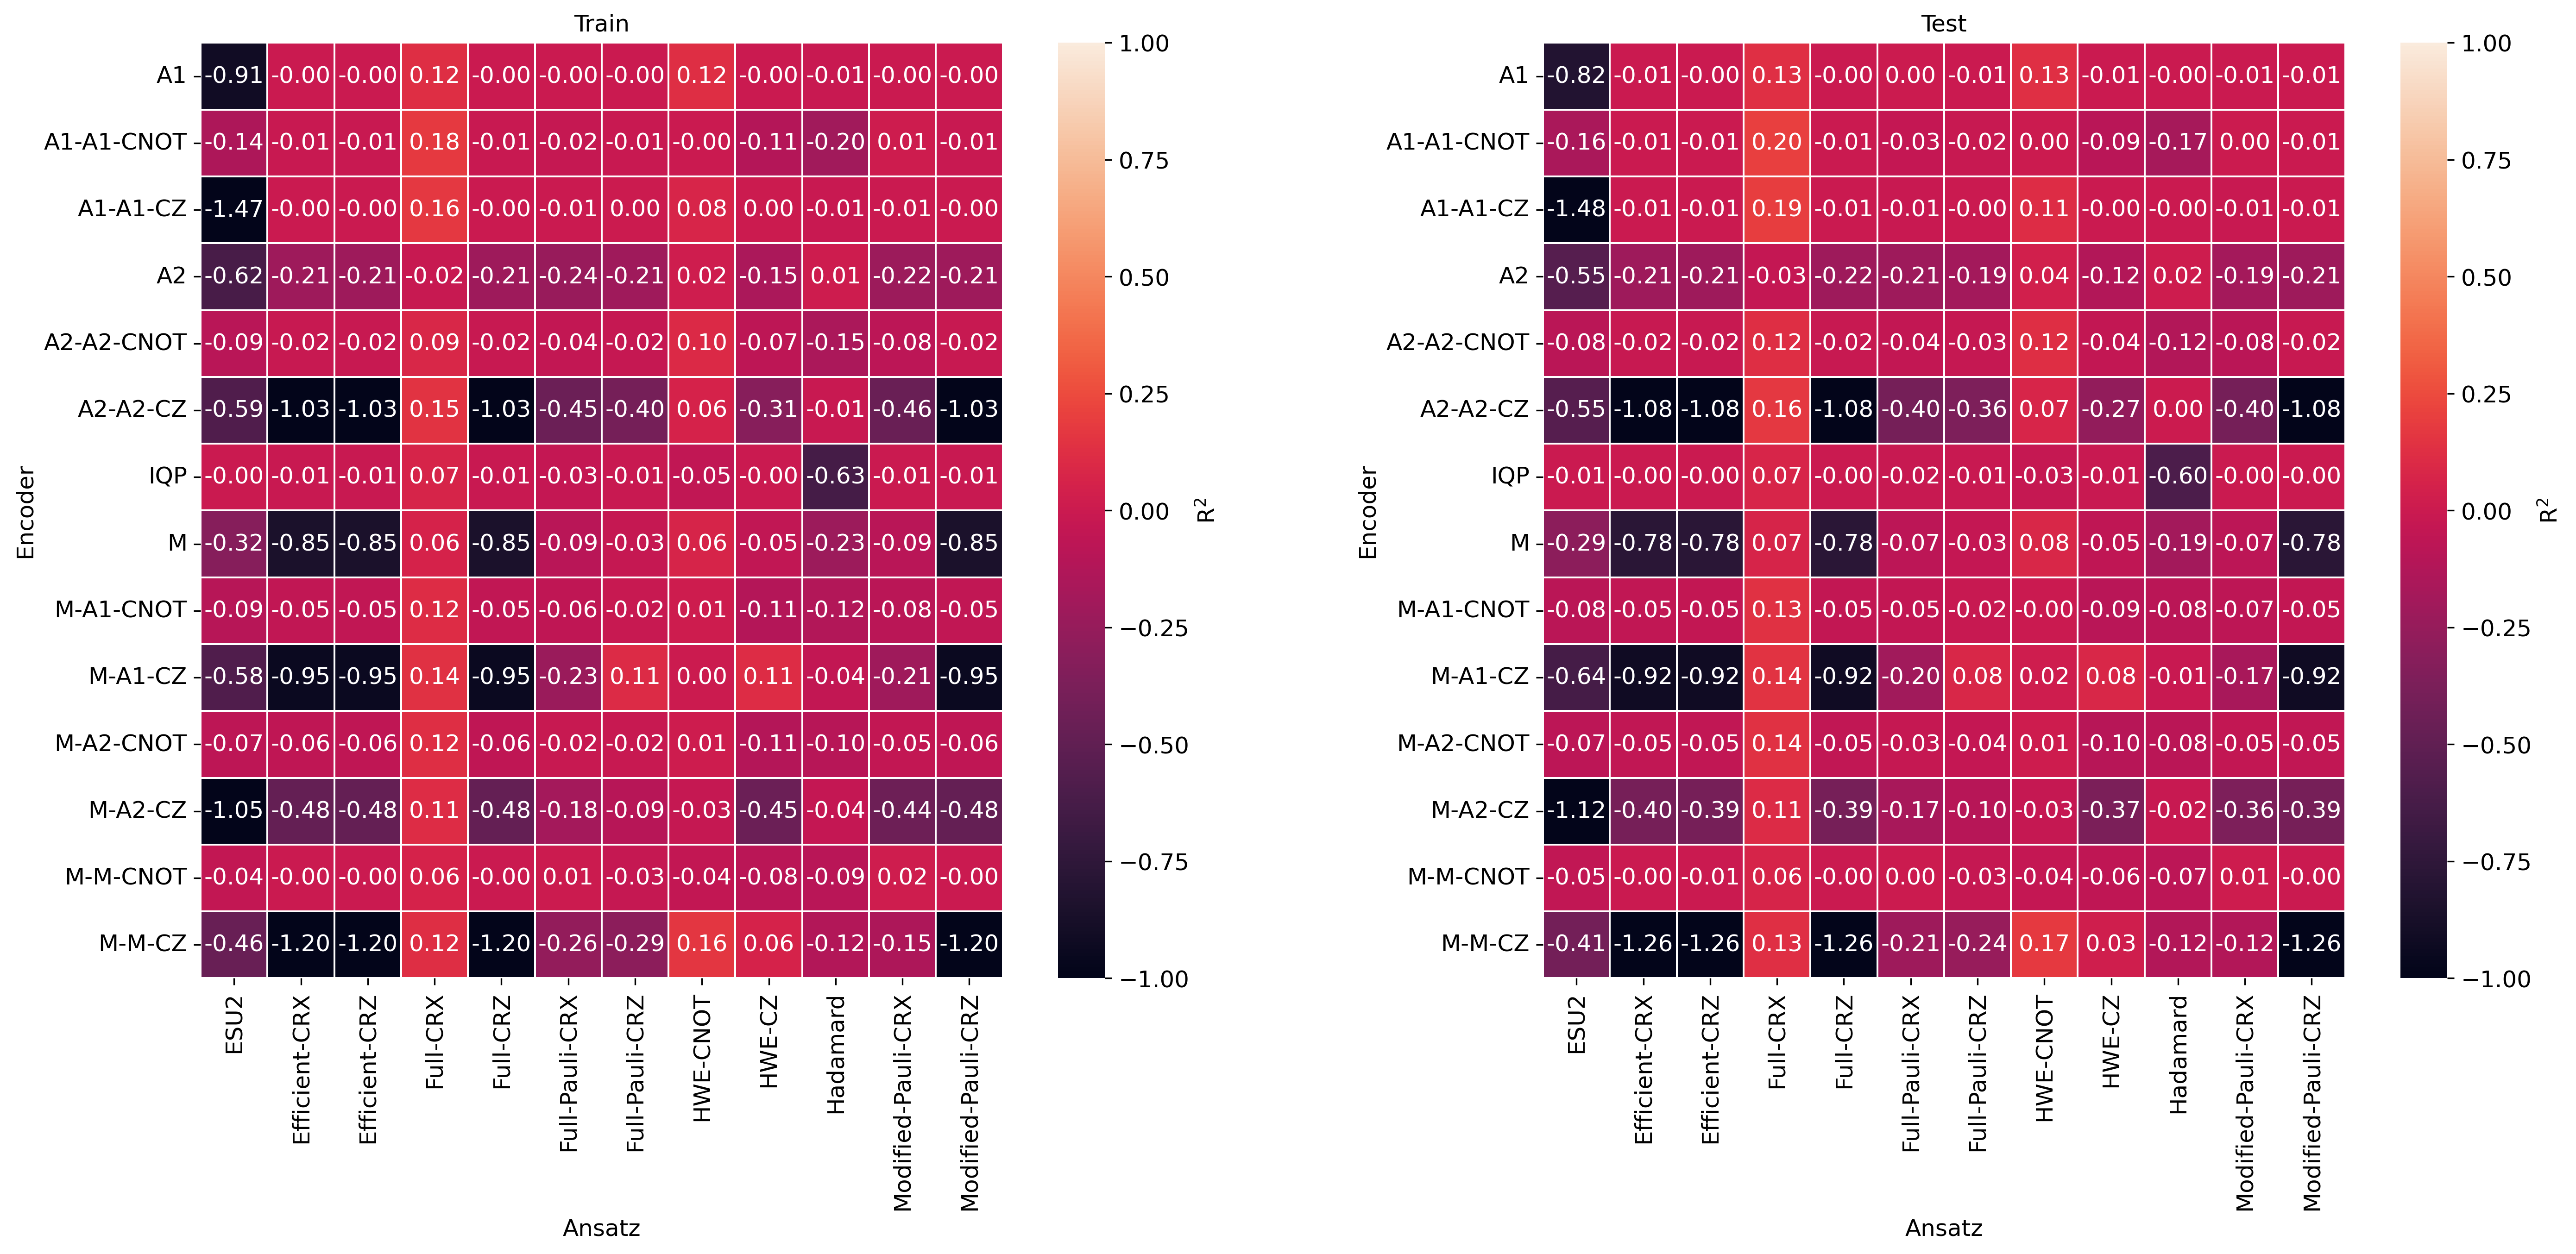 Train
A1 -0.91 -0.00 -0.00 0.12 -0.00 -0.00 -0.00 0.12 -0.00 -0.01 -0.00 -0.00
A1-A1-CNOT -0.14 -0.01 -0.01 0.18 -0.01 -0.02 -0.01 -0.00 -0.11 -0.20 0.01 -0.01
A1-A1-CZ -1.47 -0.00 -0.00 0.16 -0.00 -0.01 0.00 0.08 0.00 -0.01 -0.01 -0.00
A2 -0.62 -0.21 -0.21 -0.02 -0.21 -0.24 -0.21 0.02 -0.15 0.01 -0.22 -0.21
A2-A2-CNOT -0.09 -0.02 -0.02 0.09 -0.02 -0.04 -0.02 0.10 -0.07 -0.15 -0.08 -0.02
A2-A2-CZ -0.59 -1.03 -1.03 0.15 -1.03 -0.45 -0.40 0.06 -0.31 -0.01 -0.46 -1.03
IQP -0.00 -0.01 -0.01 0.07 -0.01 -0.03 -0.01 -0.05 -0.00 -0.63 -0.01 -0.01
M -0.32 -0.85 -0.85 0.06 -0.85 -0.09 -0.03 0.06 -0.05 -0.23 -0.09 -0.85
M-A1-CNOT -0.09 -0.05 -0.05 0.12 -0.05 -0.06 -0.02 0.01 -0.11 -0.12 -0.08 -0.05
M-A1-CZ -0.58 -0.95 -0.95 0.14 -0.95 -0.23 0.11 0.00 0.11 -0.04 -0.21 -0.95
M-A2-CNOT -0.07 -0.06 -0.06 0.12 -0.06 -0.02 -0.02 0.01 -0.11 -0.10 -0.05 -0.06
M-A2-CZ -1.05 -0.48 -0.48 0.11 -0.48 -0.18 -0.09 -0.03 -0.45 -0.04 -0.44 -0.48
M-M-CNOT -0.04 -0.00 -0.00 0.06 -0.00 0.01 -0.03 -0.04 -0.08 -0.09 0.02 -0.00
M-M-CZ -0.46 -1.20 -1.20 0.12 -1.20 -0.26 -0.29 0.16 0.06 -0.12 -0.15 -1.20
Encoder
ESU2
Efficient-CRX
Efficient-CRZ
Full-CRX
Full-CRZ
Full-Pauli-CRX
Full-Pauli-CRZ
HWE-CNOT
HWE-CZ
Hadamard
Modified-Pauli-CRX
Modified-Pauli-CRZ
Ansatz
1.00
0.75
0.50
0.25
0.00
−0.25
−0.50
−0.75
−1.00
R²
Test
A1 -0.82 -0.01 -0.00 0.13 -0.00 0.00 -0.01 0.13 -0.01 -0.00 -0.01 -0.01
A1-A1-CNOT -0.16 -0.01 -0.01 0.20 -0.01 -0.03 -0.02 0.00 -0.09 -0.17 0.00 -0.01
A1-A1-CZ -1.48 -0.01 -0.01 0.19 -0.01 -0.01 -0.00 0.11 -0.00 -0.00 -0.01 -0.01
A2 -0.55 -0.21 -0.21 -0.03 -0.22 -0.21 -0.19 0.04 -0.12 0.02 -0.19 -0.21
A2-A2-CNOT -0.08 -0.02 -0.02 0.12 -0.02 -0.04 -0.03 0.12 -0.04 -0.12 -0.08 -0.02
A2-A2-CZ -0.55 -1.08 -1.08 0.16 -1.08 -0.40 -0.36 0.07 -0.27 0.00 -0.40 -1.08
IQP -0.01 -0.00 -0.00 0.07 -0.00 -0.02 -0.01 -0.03 -0.01 -0.60 -0.00 -0.00
M -0.29 -0.78 -0.78 0.07 -0.78 -0.07 -0.03 0.08 -0.05 -0.19 -0.07 -0.78
M-A1-CNOT -0.08 -0.05 -0.05 0.13 -0.05 -0.05 -0.02 -0.00 -0.09 -0.08 -0.07 -0.05
M-A1-CZ -0.64 -0.92 -0.92 0.14 -0.92 -0.20 0.08 0.02 0.08 -0.01 -0.17 -0.92
M-A2-CNOT -0.07 -0.05 -0.05 0.14 -0.05 -0.03 -0.04 0.01 -0.10 -0.08 -0.05 -0.05
M-A2-CZ -1.12 -0.40 -0.39 0.11 -0.39 -0.17 -0.10 -0.03 -0.37 -0.02 -0.36 -0.39
M-M-CNOT -0.05 -0.00 -0.01 0.06 -0.00 0.00 -0.03 -0.04 -0.06 -0.07 0.01 -0.00
M-M-CZ -0.41 -1.26 -1.26 0.13 -1.26 -0.21 -0.24 0.17 0.03 -0.12 -0.12 -1.26
Encoder
ESU2
Efficient-CRX
Efficient-CRZ
Full-CRX
Full-CRZ
Full-Pauli-CRX
Full-Pauli-CRZ
HWE-CNOT
HWE-CZ
Hadamard
Modified-Pauli-CRX
Modified-Pauli-CRZ
Ansatz
1.00
0.75
0.50
0.25
0.00
−0.25
−0.50
−0.75
−1.00
R²